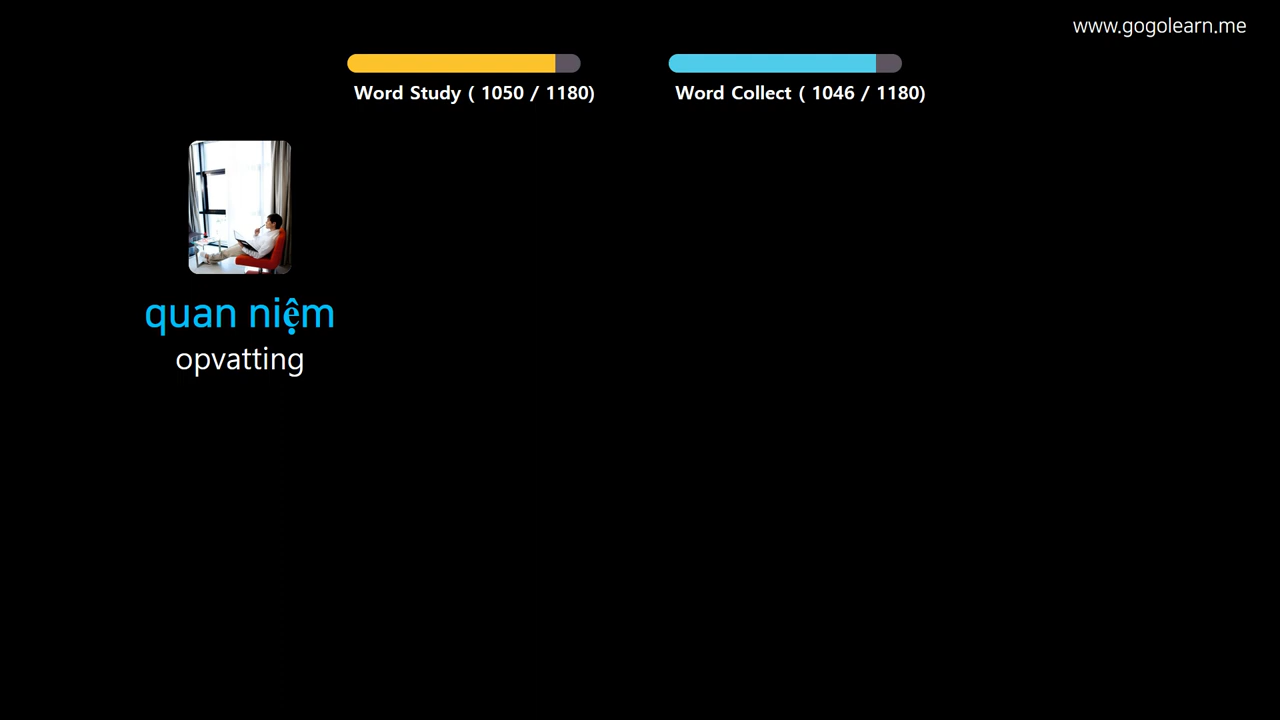 www.gogolearn.me
Word Study ( 1050 / 1180)
Word Collect ( 1046 / 1180)
quan niệm
opvatting